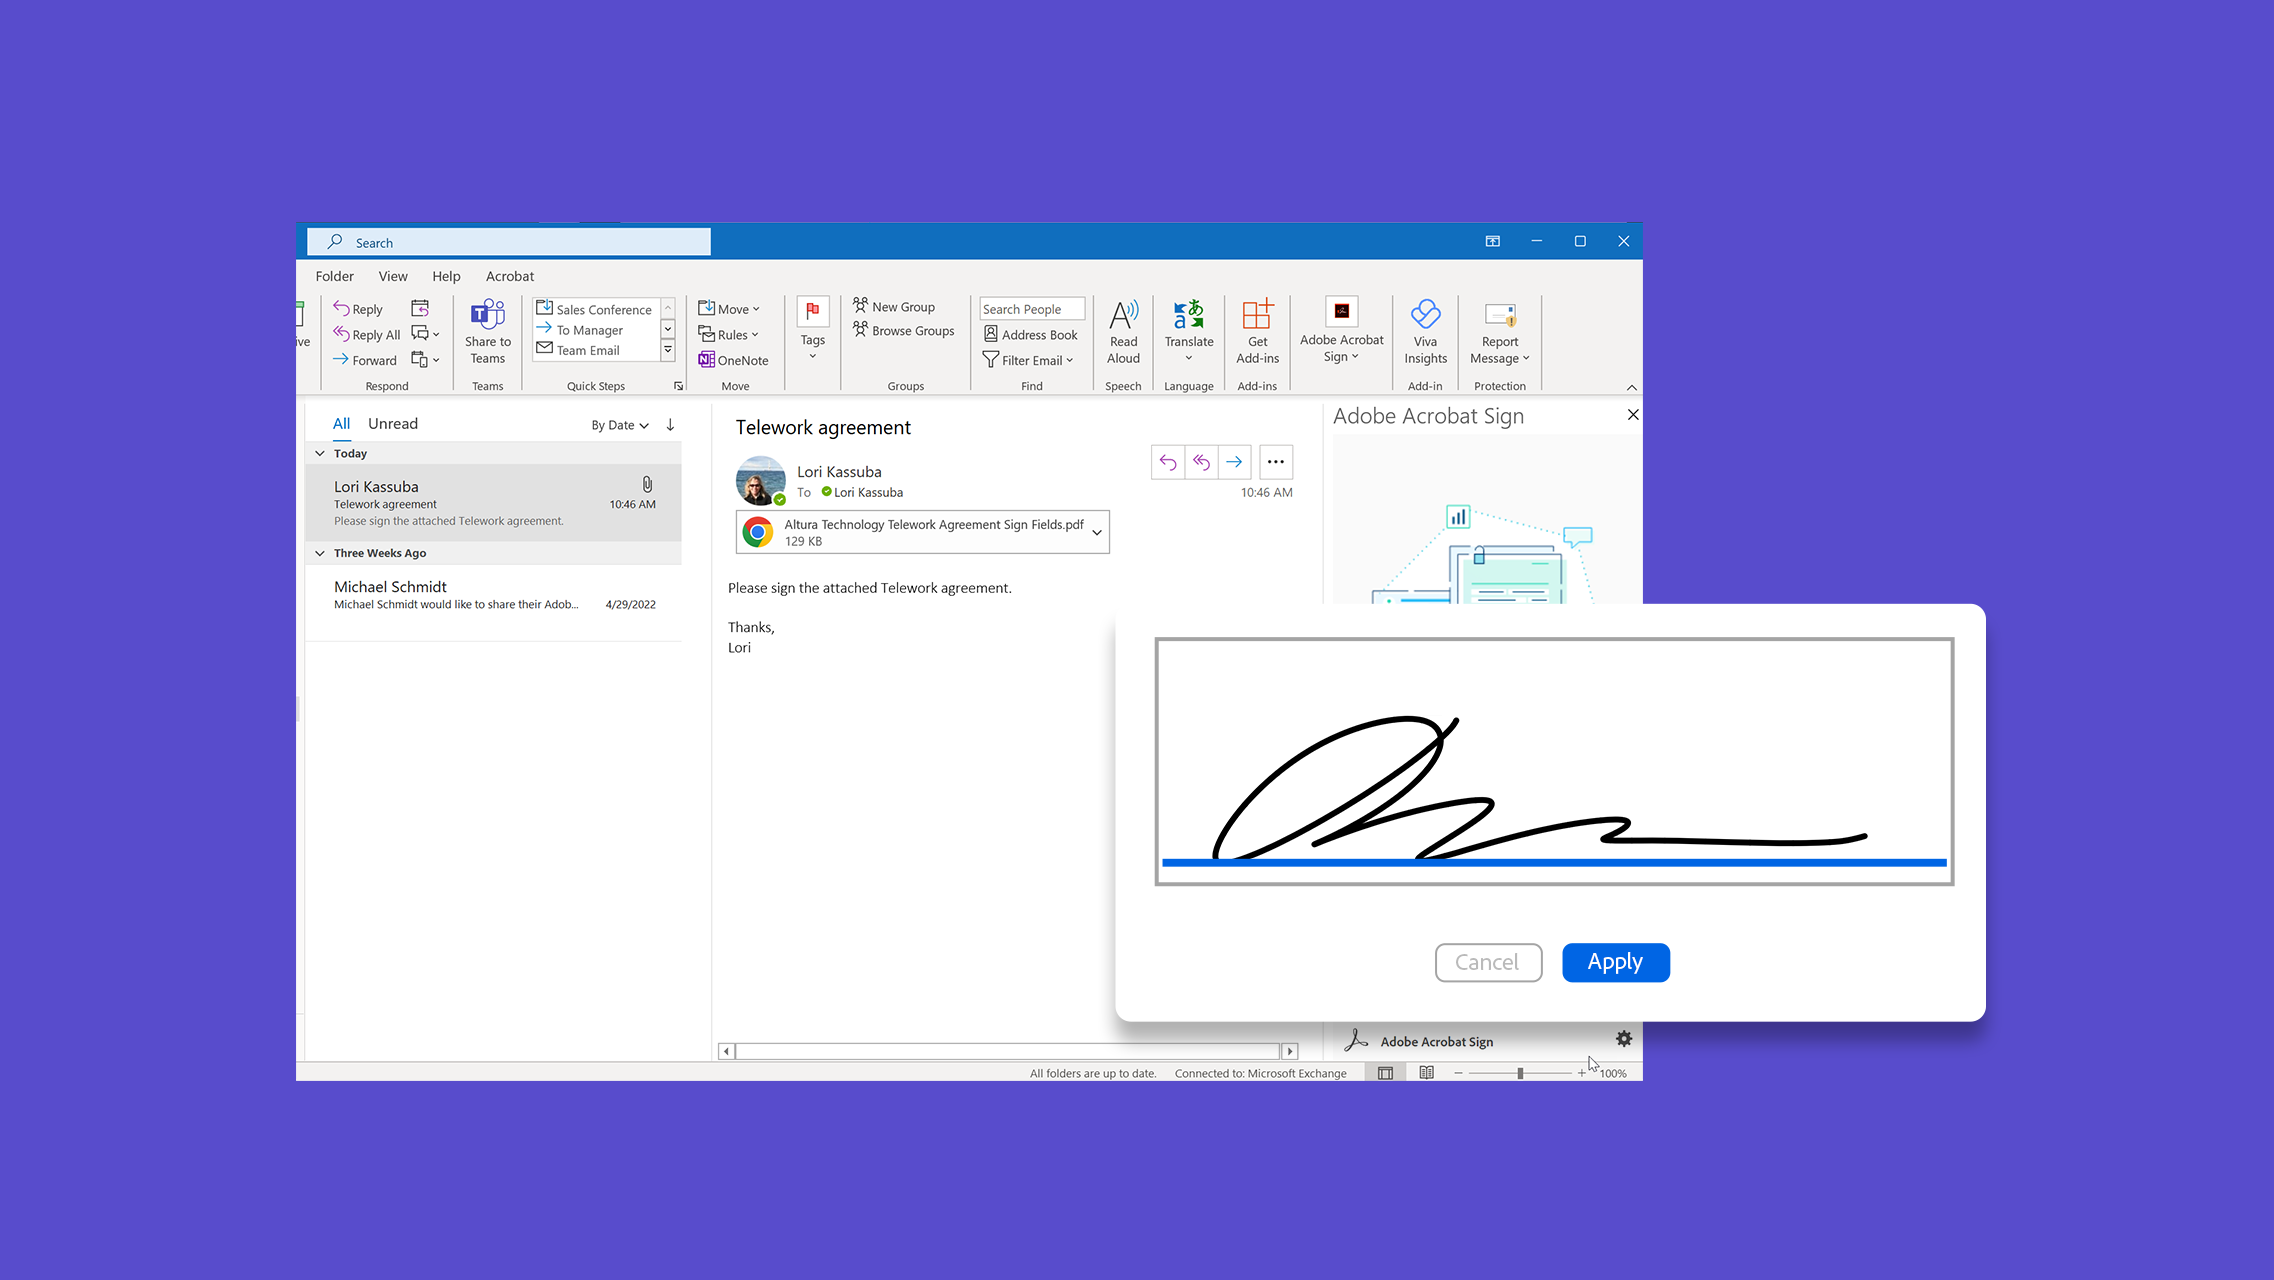 Search
Folder View Help Acrobat
ive
Reply
Reply All
Forward
Respond
Share to
Teams
Teams
Sales Conference
To Manager
Team Email
Quick Steps
Move
Rules
OneNote
Move
Tags
New Group
Browse Groups
Groups
Search People
Address Book
Filter Email
Find
Read
Aloud
Speech
Translate
Language
Get
Add-ins
Add-ins
Adobe Acrobat
Sign
Viva
Insights
Add-in
Report
Message
Protection
All Unread By Date
Today
Lori Kassuba
Telework agreement 10:46 AM
Please sign the attached Telework agreement.
Three Weeks Ago
Michael Schmidt
Michael Schmidt would like to share their Adob... 4/29/2022
Telework agreement
Lori Kassuba
To Lori Kassuba
10:46 AM
Altura Technology Telework Agreement Sign Fields.pdf
129 KB
Please sign the attached Telework agreement.
Thanks,
Lori
Adobe Acrobat Sign
Cancel Apply
Adobe Acrobat Sign
All folders are up to date. Connected to: Microsoft Exchange 100%